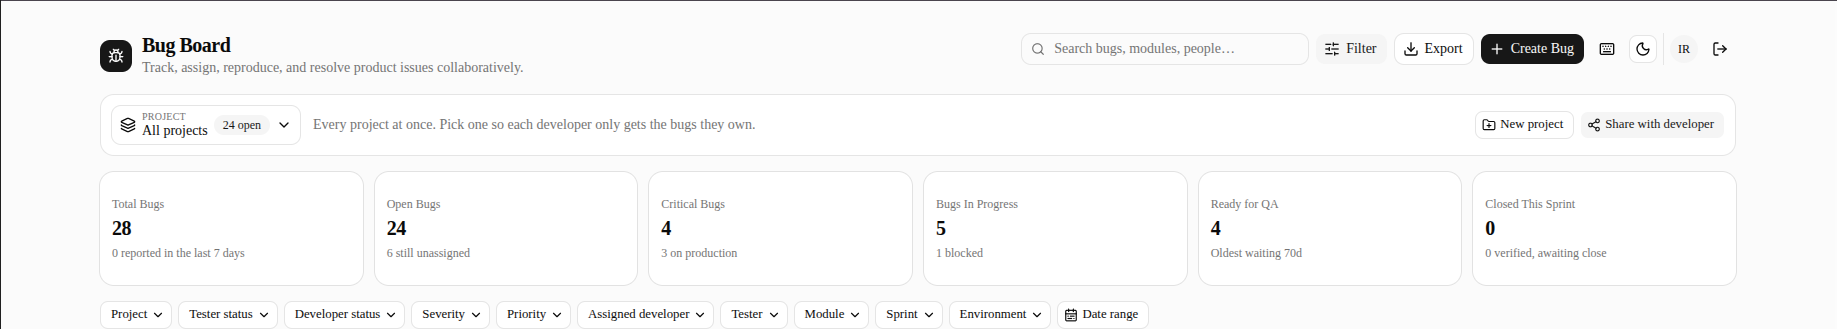 Bug Board
Track, assign, reproduce, and resolve product issues collaboratively.
Search bugs, modules, people…
Filter
Export
Create Bug
IR
PROJECT
All projects
24 open
Every project at once. Pick one so each developer only gets the bugs they own.
New project
Share with developer
Total Bugs
28
0 reported in the last 7 days
Open Bugs
24
6 still unassigned
Critical Bugs
4
3 on production
Bugs In Progress
5
1 blocked
Ready for QA
4
Oldest waiting 70d
Closed This Sprint
0
0 verified, awaiting close
Project
Tester status
Developer status
Severity
Priority
Assigned developer
Tester
Module
Sprint
Environment
Date range